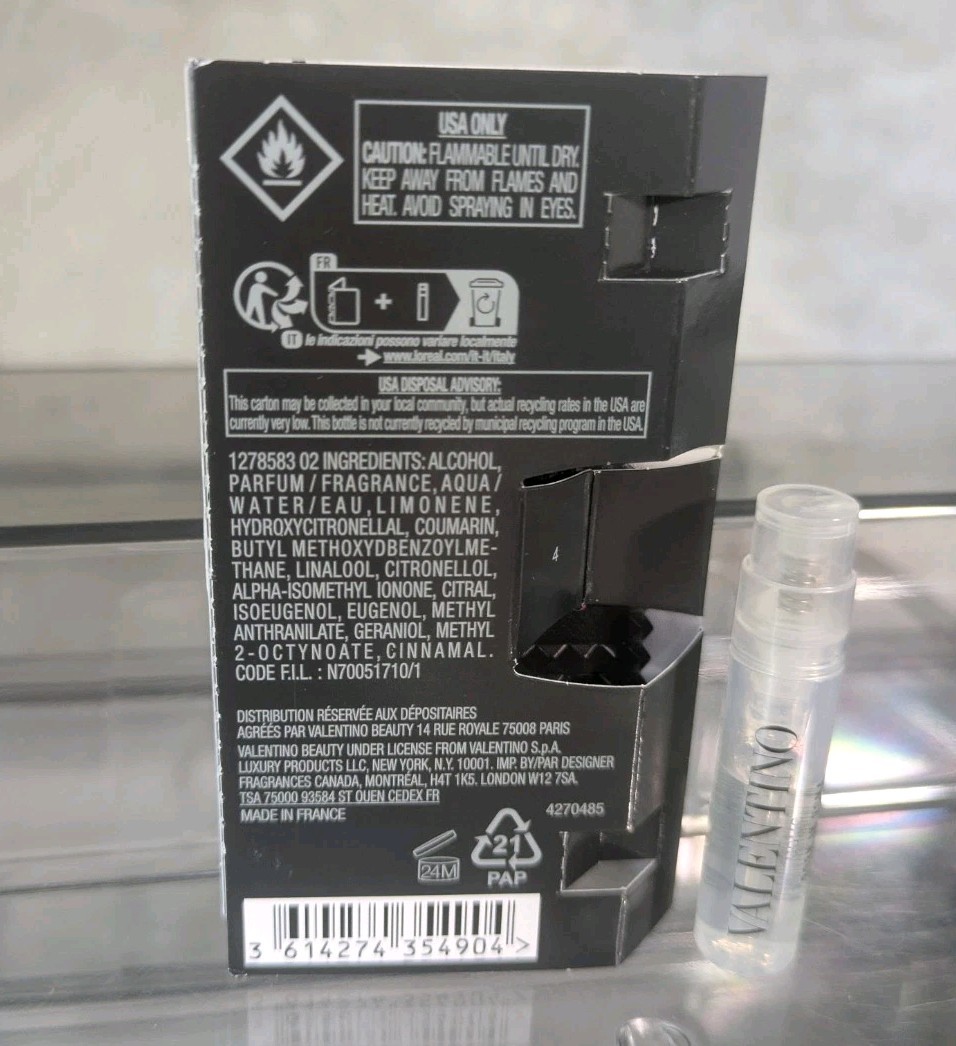 USA ONLY
CAUTION: FLAMMABLE UNTIL DRY.
KEEP AWAY FROM FLAMES AND
HEAT. AVOID SPRAYING IN EYES.
FR
IT le indicazioni possono variare localmente
www.loreal.com/it-it/italy
USA DISPOSAL ADVISORY:
This carton may be collected in your local community, but actual recycling rates in the USA are
currently very low. This bottle is not currently recycled by municipal recycling program in the USA.
1278583 02 INGREDIENTS: ALCOHOL,
PARFUM / FRAGRANCE, AQUA /
WATER / EAU, LIMONENE,
HYDROXYCITRONELLAL, COUMARIN,
BUTYL METHOXYDBENZOYLME-
THANE, LINALOOL, CITRONELLOL,
ALPHA-ISOMETHYL IONONE, CITRAL,
ISOEUGENOL, EUGENOL, METHYL
ANTHRANILATE, GERANIOL, METHYL
2-OCTYNOATE, CINNAMAL.
CODE F.I.L. : N70051710/1
4
DISTRIBUTION RÉSERVÉE AUX DÉPOSITAIRES
AGRÉÉS PAR VALENTINO BEAUTY 14 RUE ROYALE 75008 PARIS
VALENTINO BEAUTY UNDER LICENSE FROM VALENTINO S.p.A.
LUXURY PRODUCTS LLC, NEW YORK, N.Y. 10001. IMP. BY/PAR DESIGNER
FRAGRANCES CANADA, MONTRÉAL, H4T 1K5. LONDON W12 7SA.
TSA 75000 93584 ST OUEN CEDEX FR
MADE IN FRANCE
4270485
24M
21
PAP
3 614274 354904 >
VALENTINO